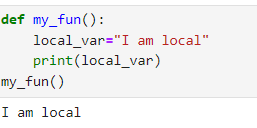 def my_fun():
    local_var="I am local"
    print(local_var)
my_fun()
I am local